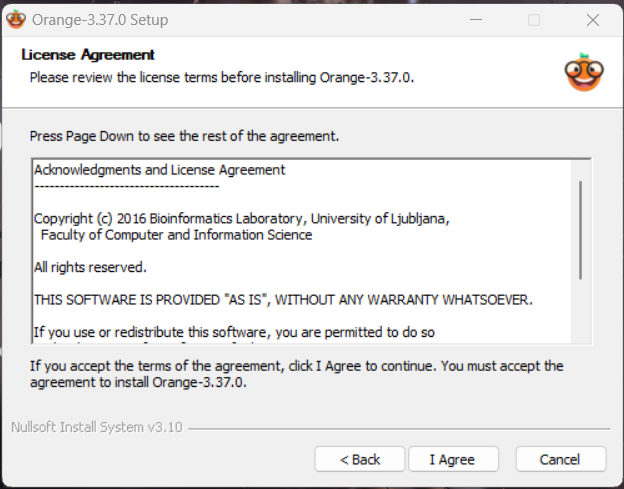 Orange-3.37.0 Setup
License Agreement
Please review the license terms before installing Orange-3.37.0.
Press Page Down to see the rest of the agreement.
Acknowledgments and License Agreement
-------------------------------------
Copyright (c) 2016 Bioinformatics Laboratory, University of Ljubljana,
Faculty of Computer and Information Science
All rights reserved.
THIS SOFTWARE IS PROVIDED "AS IS", WITHOUT ANY WARRANTY WHATSOEVER.
If you use or redistribute this software, you are permitted to do so
If you accept the terms of the agreement, click I Agree to continue. You must accept the
agreement to install Orange-3.37.0.
Nullsoft Install System v3.10
< Back
I Agree
Cancel